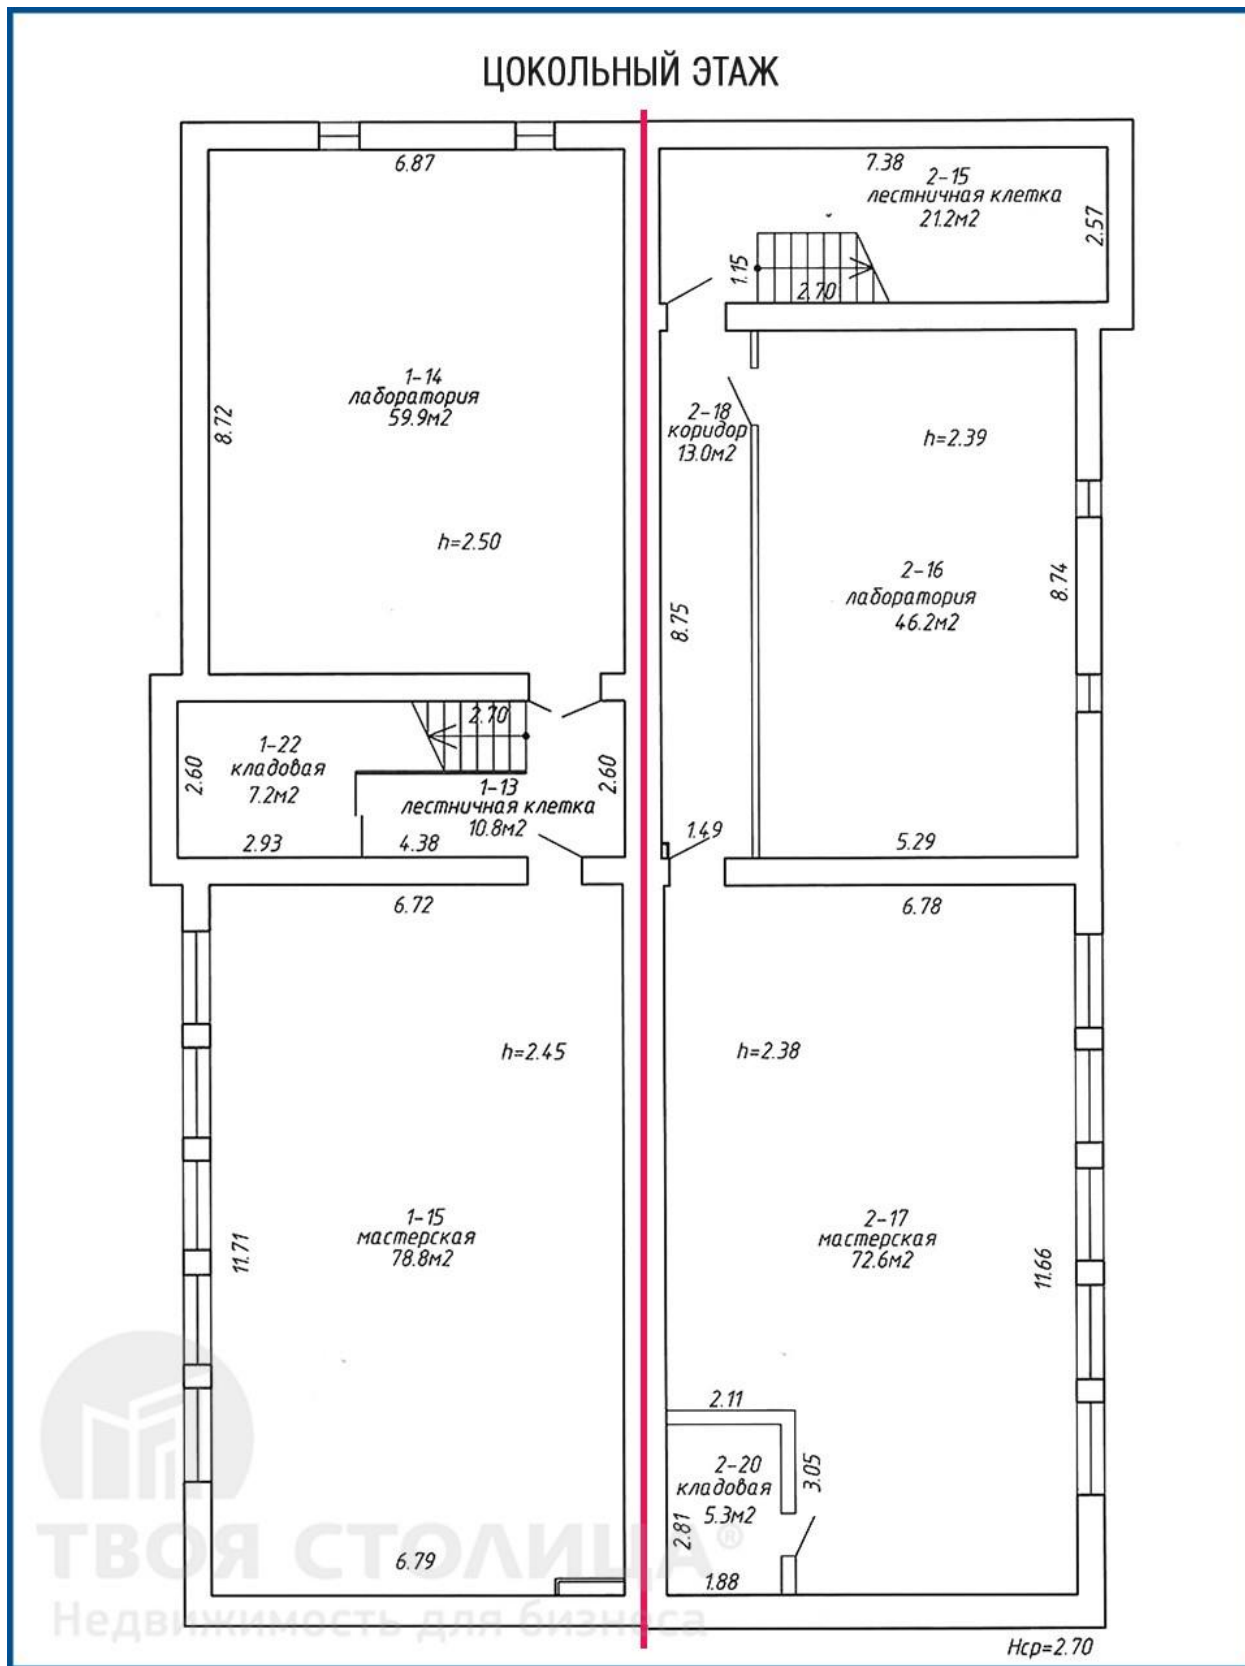 ЦОКОЛЬНЫЙ ЭТАЖ
6.87
7.38
2-15
лестничная клетка
21.2м2
2.57
1.15
2.70
1-14
лаборатория
59.9м2
8.72
h=2.50
2-18
коридор
13.0м2
h=2.39
2-16
лаборатория
46.2м2
8.74
8.75
2.70
1-22
кладовая
7.2м2
2.60
2.60
1-13
лестничная клетка
10.8м2
2.93
4.38
1.49
5.29
6.72
6.78
h=2.45
h=2.38
1-15
мастерская
78.8м2
11.71
2-17
мастерская
72.6м2
11.66
2.11
2-20
кладовая
5.3м2
3.05
2.81
1.88
6.79
ТВОЯ СТОЛИЦА®
Недвижимость для бизнеса
Нср=2.70